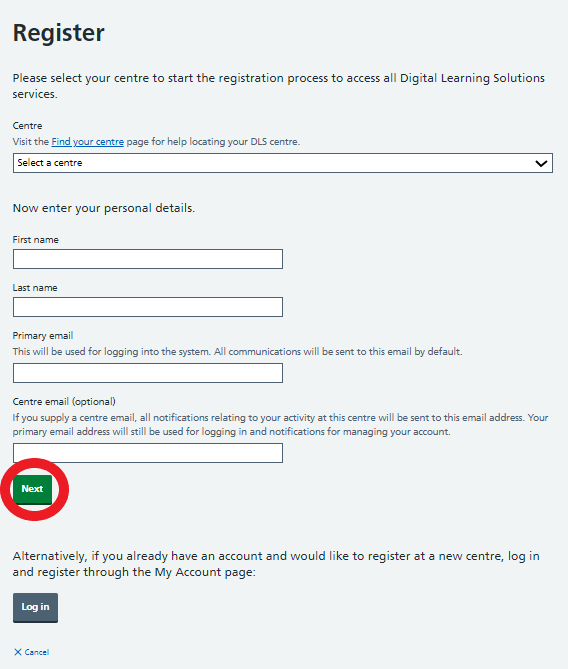 Register
Please select your centre to start the registration process to access all Digital Learning Solutions
services.
Centre
Visit the Find your centre page for help locating your DLS centre.
Select a centre
Now enter your personal details.
First name
Last name
Primary email
This will be used for logging into the system. All communications will be sent to this email by default.
Centre email (optional)
If you supply a centre email, all notifications relating to your activity at this centre will be sent to this email address. Your
primary email address will still be used for logging in and notifications for managing your account.
Next
Alternatively, if you already have an account and would like to register at a new centre, log in
and register through the My Account page:
Log in
Cancel